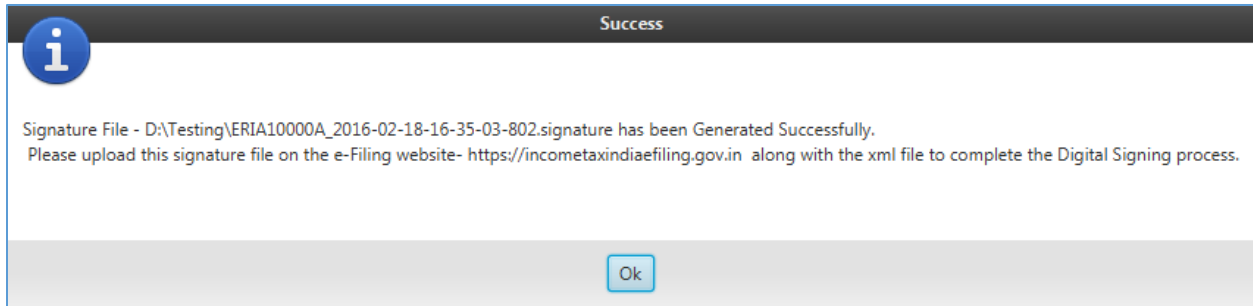 Success
Signature File - D:\Testing\ERIA10000A_2016-02-18-16-35-03-802.signature has been Generated Successfully.
Please upload this signature file on the e-Filing website- https://incometaxindiaefiling.gov.in along with the xml file to complete the Digital Signing process.
Ok